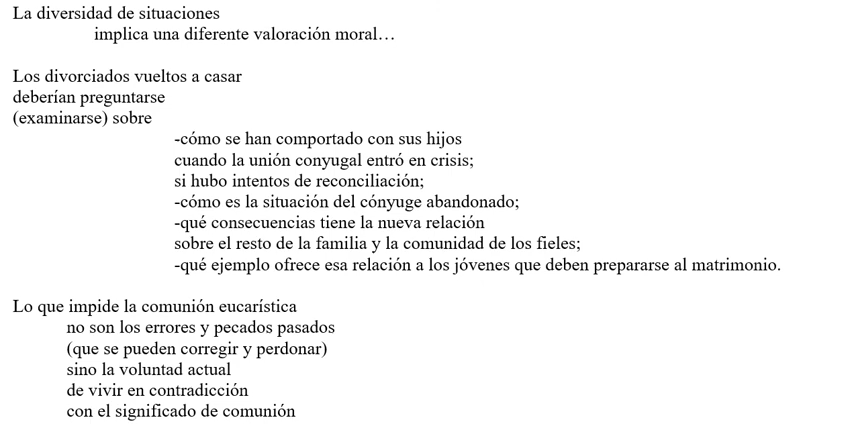 La diversidad de situaciones
implica una diferente valoración moral…
Los divorciados vueltos a casar
deberían preguntarse
(examinarse) sobre
-cómo se han comportado con sus hijos
cuando la unión conyugal entró en crisis;
si hubo intentos de reconciliación;
-cómo es la situación del cónyuge abandonado;
-qué consecuencias tiene la nueva relación
sobre el resto de la familia y la comunidad de los fieles;
-qué ejemplo ofrece esa relación a los jóvenes que deben prepararse al matrimonio.
Lo que impide la comunión eucarística
no son los errores y pecados pasados
(que se pueden corregir y perdonar)
sino la voluntad actual
de vivir en contradicción
con el significado de comunión